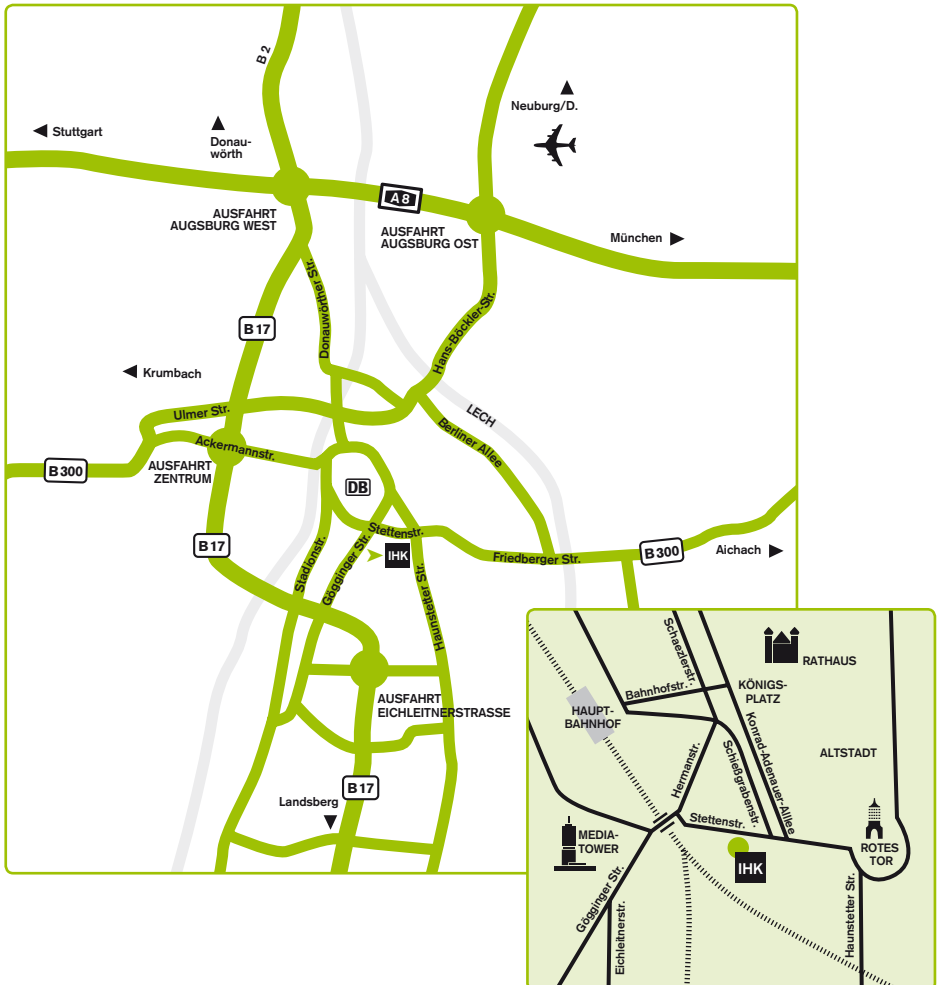 B 2
Neuburg/D.
Stuttgart
Donau-
wörth
A 8
AUSFAHRT
AUGSBURG WEST
AUSFAHRT
AUGSBURG OST
München
Donauwörther Str.
Hans-Böckler-Str.
B 17
Krumbach
Ulmer Str.
LECH
Ackermannstr.
Berliner Allee
B 300
AUSFAHRT
ZENTRUM
DB
Stettenstr.
B 17
IHK
Friedberger Str.
B 300
Aichach
Stadionstr.
Gögginger Str.
Haunstetter Str.
AUSFAHRT
EICHLEITNERSTRASSE
B 17
Landsberg
Schaezlerstr.
RATHAUS
Bahnhofstr.
KÖNIGS-
PLATZ
HAUPT-
BAHNHOF
Konrad-Adenauer-Alllee
ALTSTADT
Hermanstr.
Schießgrabenstr.
Stettenstr.
MEDIA-
TOWER
ROTES
TOR
IHK
Gögginger Str.
Eichleitnerstr.
Haunstetter Str.